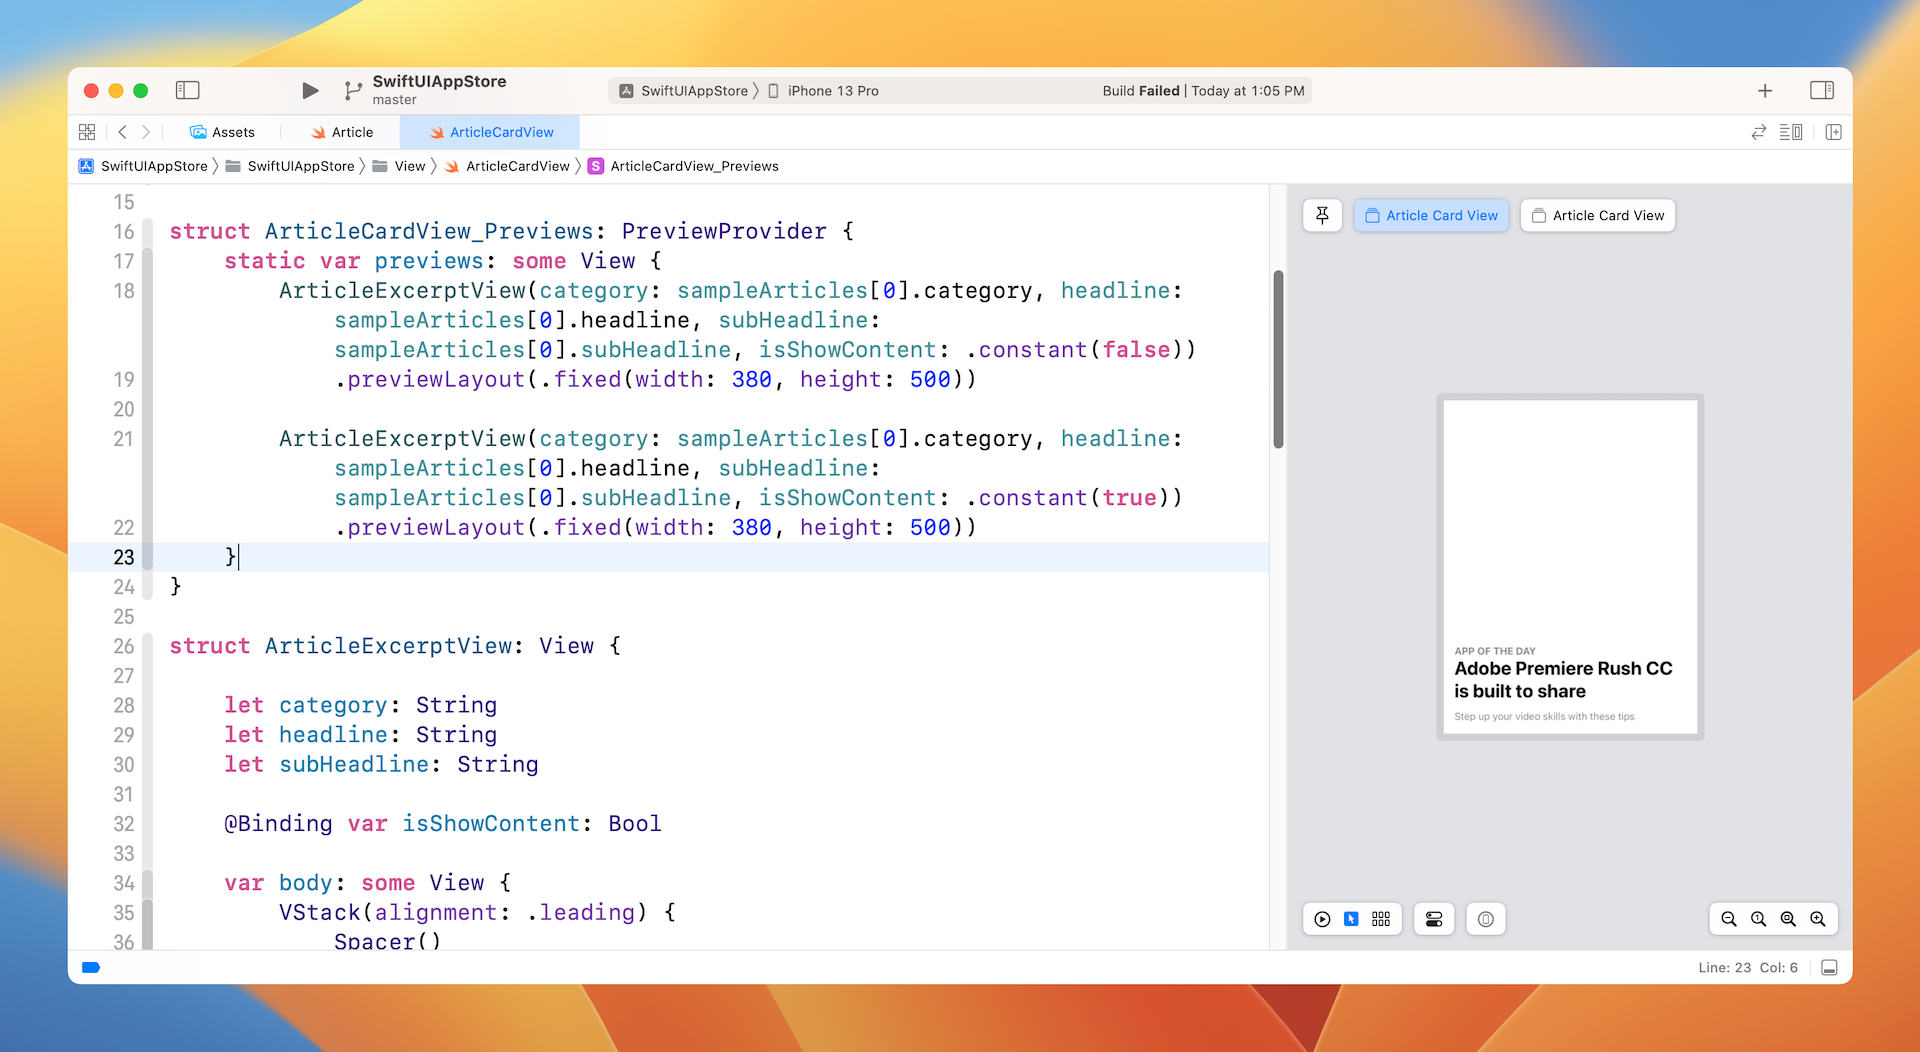 SwiftUIAppStore
master
SwiftUIAppStore
iPhone 13 Pro
Build Failed | Today at 1:05 PM
Assets
Article
ArticleCardView
SwiftUIAppStore
SwiftUIAppStore
View
ArticleCardView
S
ArticleCardView_Previews
15
16 struct ArticleCardView_Previews: PreviewProvider {
17 static var previews: some View {
18 ArticleExcerptView(category: sampleArticles[0].category, headline:
sampleArticles[0].headline, subHeadline:
sampleArticles[0].subHeadline, isShowContent: .constant(false))
19 .previewLayout(.fixed(width: 380, height: 500))
20
21 ArticleExcerptView(category: sampleArticles[0].category, headline:
sampleArticles[0].headline, subHeadline:
sampleArticles[0].subHeadline, isShowContent: .constant(true))
22 .previewLayout(.fixed(width: 380, height: 500))
23 }
24 }
25
26 struct ArticleExcerptView: View {
27
28 let category: String
29 let headline: String
30 let subHeadline: String
31
32 @Binding var isShowContent: Bool
33
34 var body: some View {
35 VStack(alignment: .leading) {
36 Spacer()
Article Card View
Article Card View
APP OF THE DAY
Adobe Premiere Rush CC
is built to share
Step up your video skills with these tips
Line: 23 Col: 6